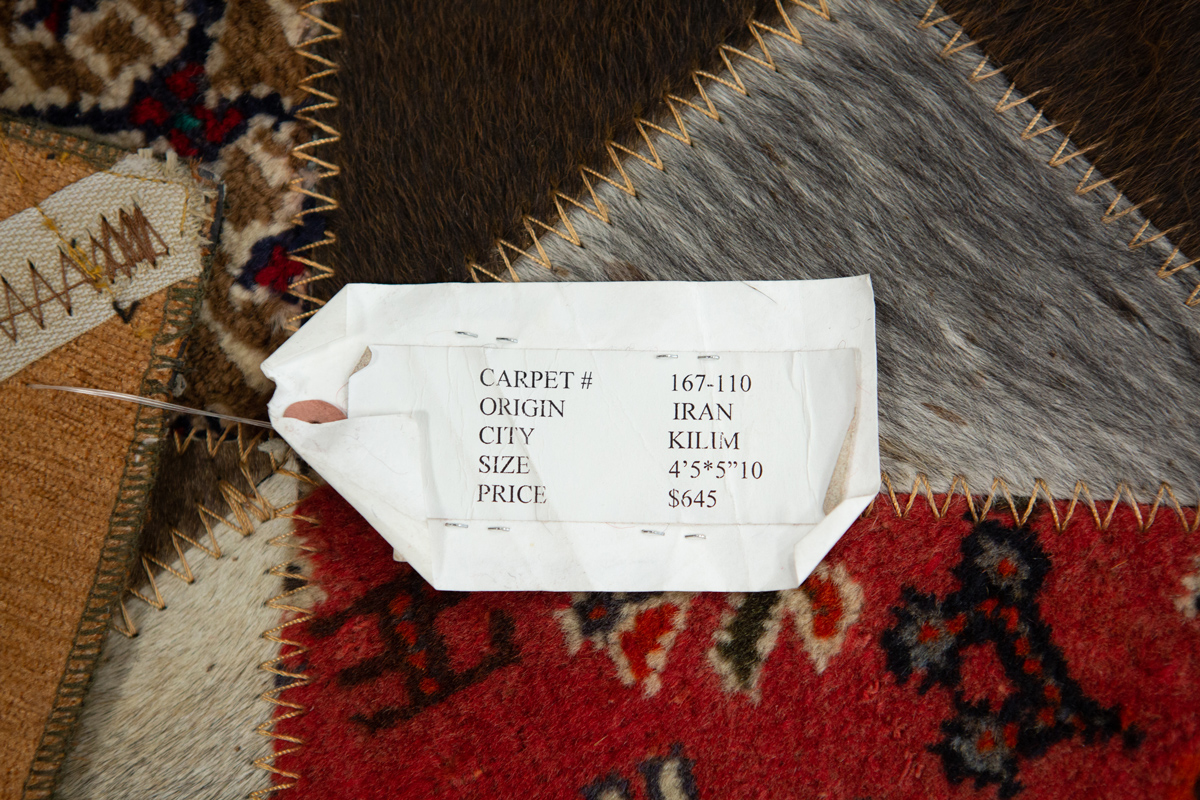 CARPET # 167-110
ORIGIN IRAN
CITY KILIM
SIZE 4'5*5"10
PRICE $645